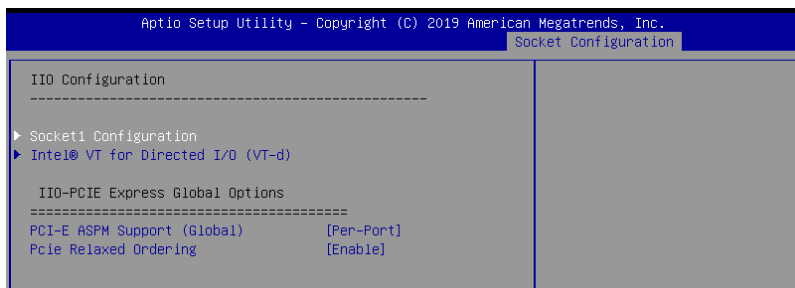 Aptio Setup Utility – Copyright (C) 2019 American Megatrends, Inc.
Socket Configuration
IIO Configuration
--------------------------------------------------
Socket1 Configuration
Intel® VT for Directed I/O (VT-d)
IIO-PCIE Express Global Options
========================================
PCI-E ASPM Support (Global) [Per-Port]
Pcie Relaxed Ordering [Enable]